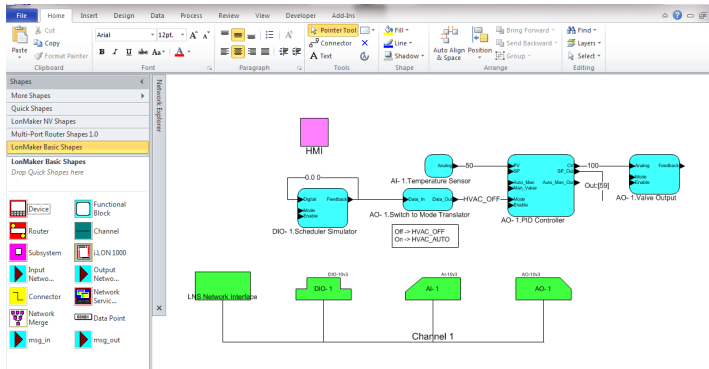 File Home Insert Design Data Process Review View Developer Add-Ins
Paste
Cut
Copy
Format Painter
Clipboard
Arial 12pt. A A
B I U abc Aa A
Font
Paragraph
Pointer Tool
Connector
A Text
Tools
Fill
Line
Shadow
Shape
Auto Align & Space
Position
Bring Forward
Send Backward
Group
Arrange
Find
Layers
Select
Editing
Shapes
More Shapes
Quick Shapes
LonMaker NV Shapes
Multi-Port Router Shapes 1.0
LonMaker Basic Shapes
LonMaker Basic Shapes
Drop Quick Shapes here
Device
Functional Block
Router
Channel
Subsystem
i.LON 1000
Input Netwo...
Output Netwo...
Connector
Network Servic...
Network Merge
Data Point
msg_in
msg_out
Network Explorer
HMI
0.0 0
Digital Feedback
Mode
Enable
DIO- 1.Scheduler Simulator
Data_In Data_Out
AO- 1.Switch to Mode Translator
Off -> HVAC_OFF
On -> HVAC_AUTO
Analog
AI- 1.Temperature Sensor
50
HVAC_OFF
PV CV
SP SP_Out
Auto_Man Auto_Man_Out
Man_Value
Mode
Enable
AO- 1.PID Controller
100
Out:[59]
Analog Feedback
Mode
Enable
AO- 1.Valve Output
LNS Network Interface
DIO-10v3
DIO- 1
AI-10v3
AI- 1
AO-10v3
AO- 1
Channel 1